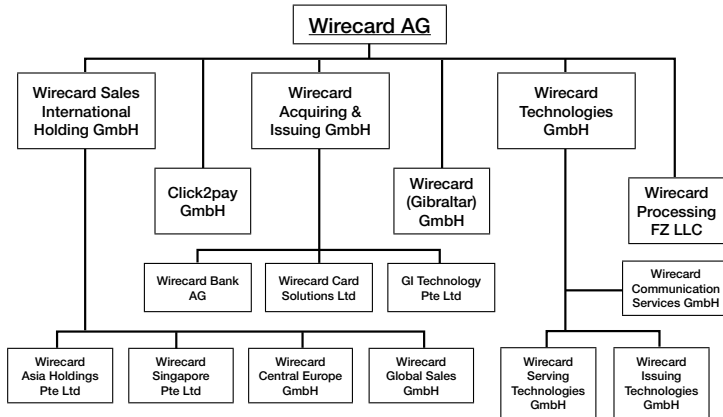 Wirecard AG
Wirecard Sales
International
Holding GmbH
Wirecard
Acquiring &
Issuing GmbH
Wirecard
Technologies
GmbH
Click2pay
GmbH
Wirecard
(Gibraltar)
GmbH
Wirecard
Processing
FZ LLC
Wirecard Bank
AG
Wirecard Card
Solutions Ltd
GI Technology
Pte Ltd
Wirecard
Communication
Services GmbH
Wirecard
Asia Holdings
Pte Ltd
Wirecard
Singapore
Pte Ltd
Wirecard
Central Europe
GmbH
Wirecard
Global Sales
GmbH
Wirecard
Serving
Technologies
GmbH
Wirecard
Issuing
Technologies
GmbH